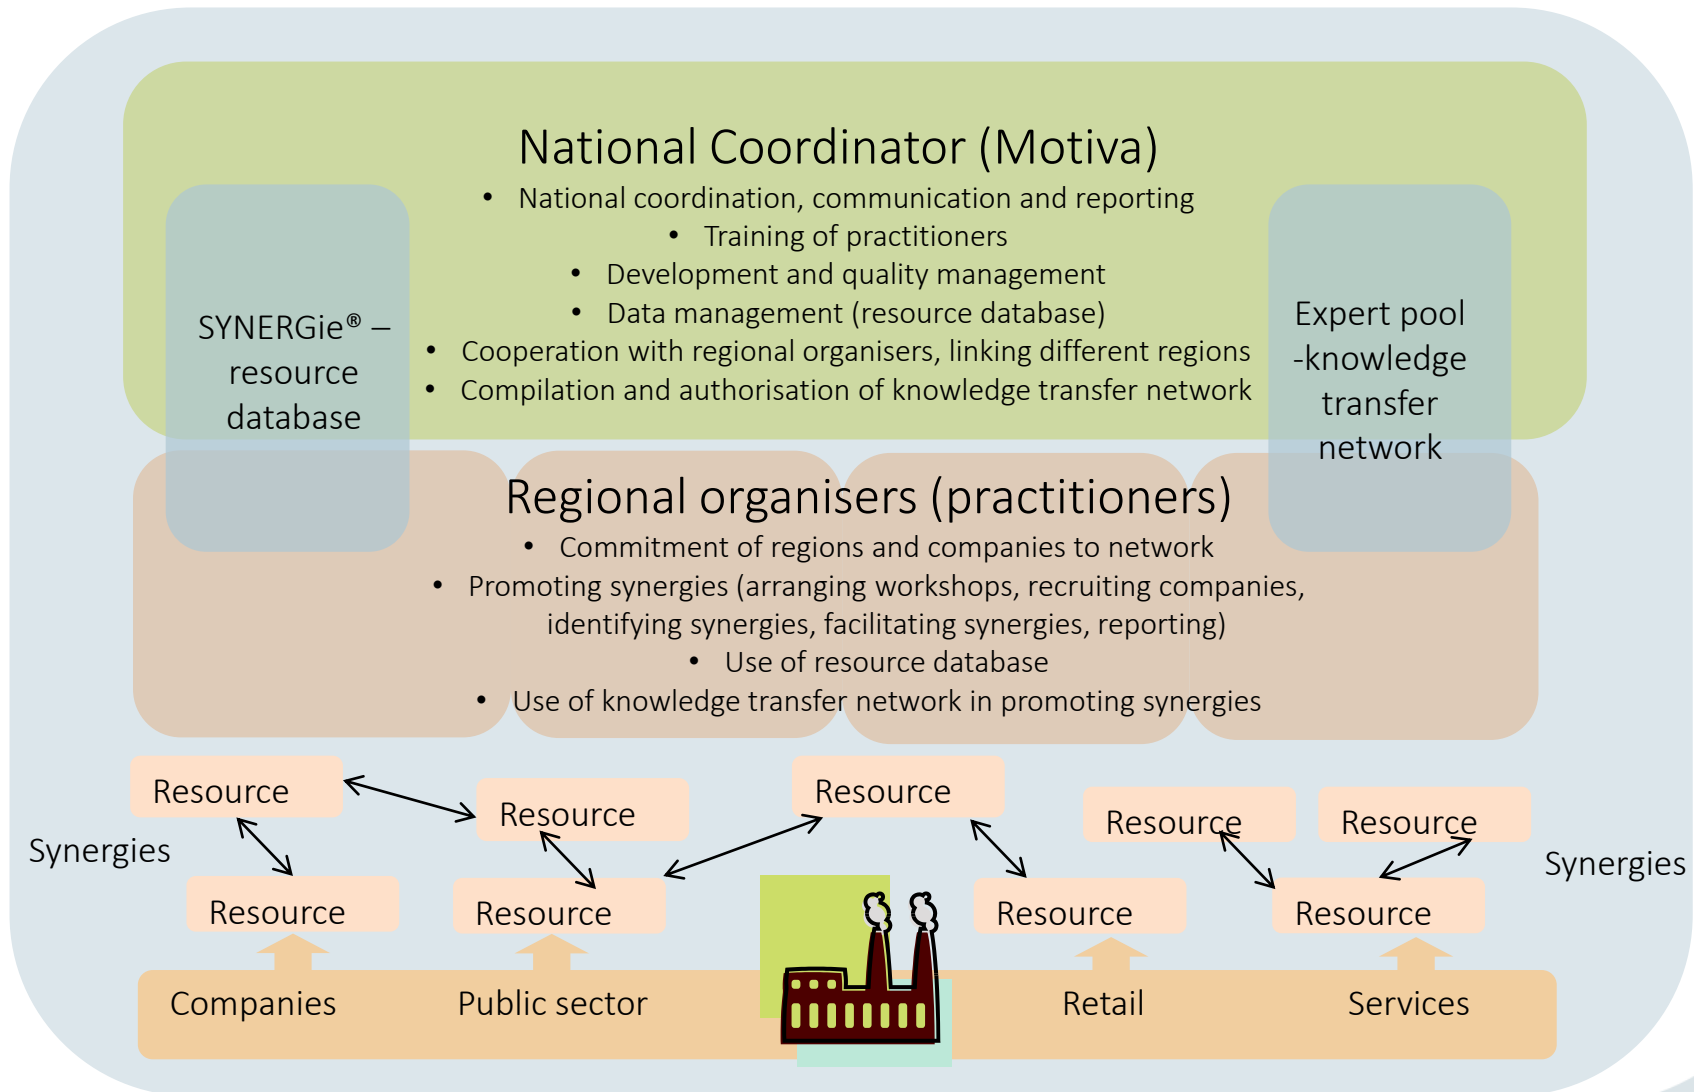 National Coordinator (Motiva)
• National coordination, communication and reporting
• Training of practitioners
• Development and quality management
• Data management (resource database)
• Cooperation with regional organisers, linking different regions
• Compilation and authorisation of knowledge transfer network
SYNERGie® –
resource
database
Expert pool
-knowledge
transfer
network
Regional organisers (practitioners)
• Commitment of regions and companies to network
• Promoting synergies (arranging workshops, recruiting companies,
identifying synergies, facilitating synergies, reporting)
• Use of resource database
• Use of knowledge transfer network in promoting synergies
Resource
Resource
Resource
Resource
Resource
Synergies
Synergies
Resource
Resource
Resource
Resource
Companies
Public sector
Retail
Services